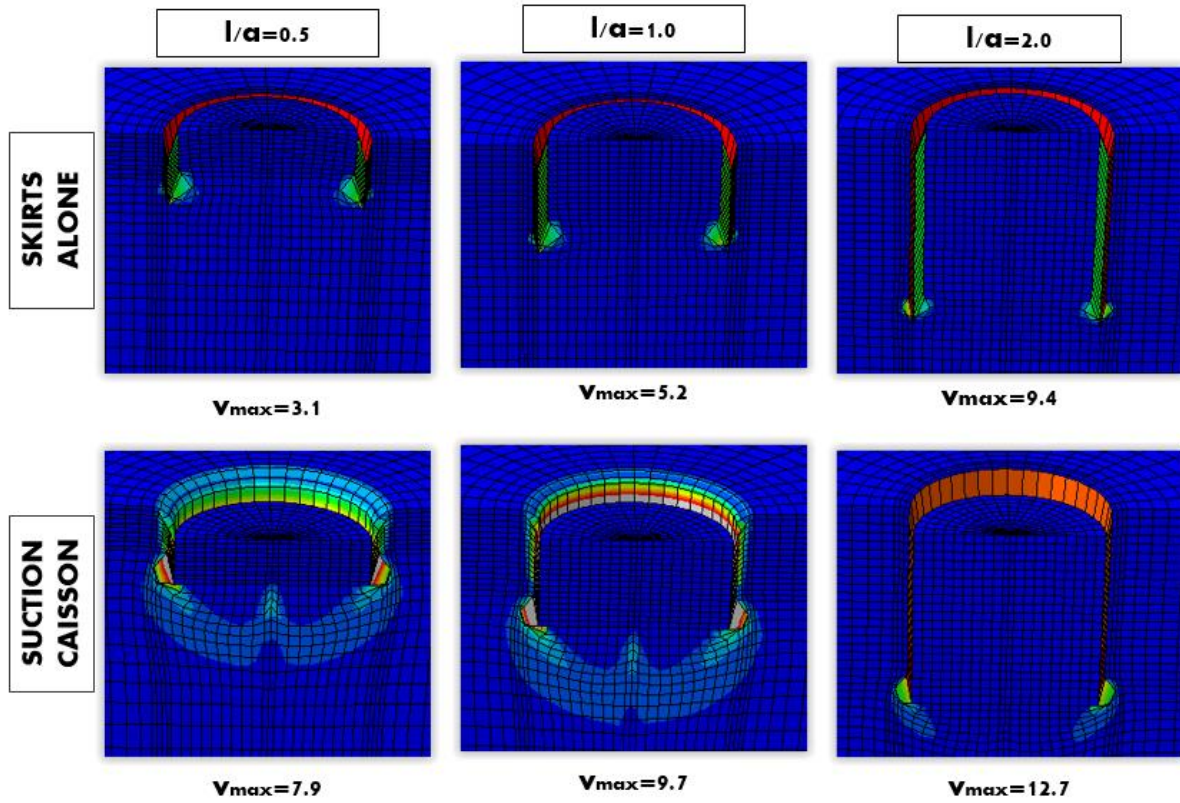 l/a=0.5
l/a=1.0
l/a=2.0
SKIRTS
ALONE
vmax=3.1
vmax=5.2
vmax=9.4
SUCTION
CAISSON
vmax=7.9
vmax=9.7
vmax=12.7